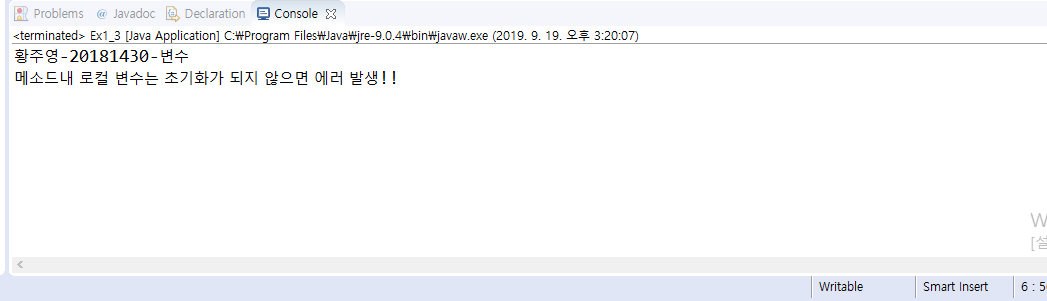 Problems @ Javadoc Declaration Console
<terminated> Ex1_3 [Java Application] C:₩Program Files₩Java₩jre-9.0.4₩bin₩javaw.exe (2019. 9. 19. 오후 3:20:07)
황주영-20181430-변수
메소드내 로컬 변수는 초기화가 되지 않으면 에러 발생!!
Writable Smart Insert 6 : 5